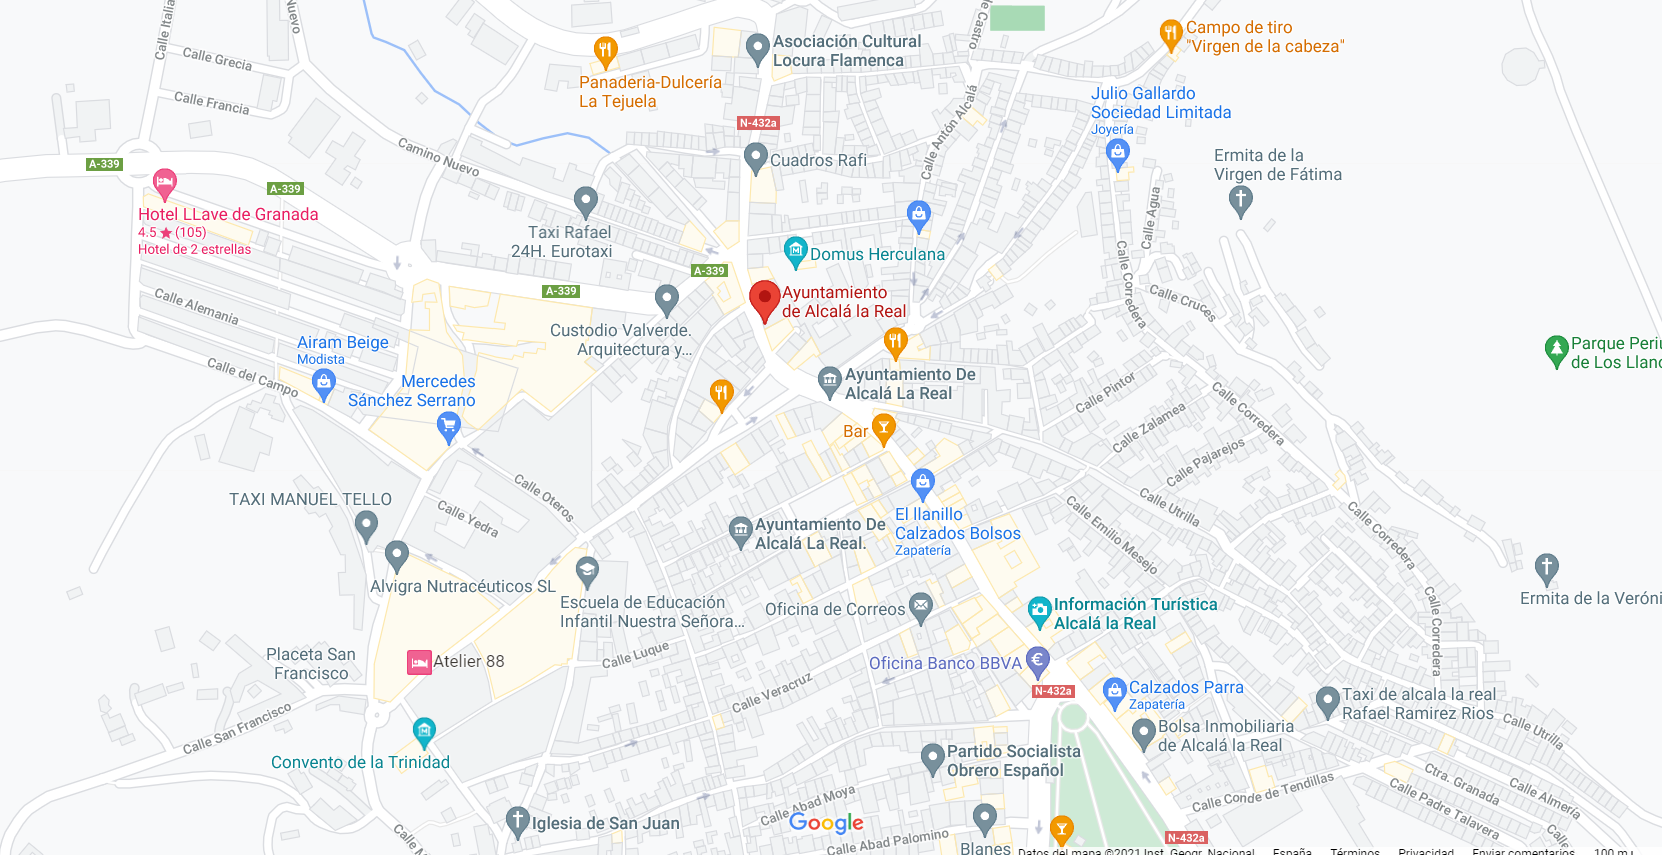 Calle Italia
Nuevo
Calle Grecia
Calle Francia
Panaderia-Dulcería
La Tejuela
Asociación Cultural
Locura Flamenca
de Castro
Campo de tiro
"Virgen de la cabeza"
Julio Gallardo
Sociedad Limitada
Joyería
N-432a
Calle Antón Alcalá
Camino Nuevo
A-339
A-339
Cuadros Rafi
Ermita de la
Virgen de Fátima
Hotel LLave de Granada
4.5 ★ (105)
Hotel de 2 estrellas
Taxi Rafael
24H. Eurotaxi
Calle Agua
Domus Herculana
A-339
A-339
Calle Corredera
Calle Cruces
Calle Alemania
Ayuntamiento
de Alcalá la Real
Custodio Valverde.
Arquitectura y...
Airam Beige
Modista
Parque Periu
de Los Llano
Calle del Campo
Mercedes
Sánchez Serrano
Ayuntamiento De
Alcalá La Real
Calle Pintor
Calle Zalamea
Calle Corredera
Calle Pajarejos
Bar
TAXI MANUEL TELLO
Calle Oteros
Calle Yedra
El llanillo
Calzados Bolsos
Zapatería
Calle Utrilla
Calle Emilio Mesejo
Calle Corredera
Ayuntamiento De
Alcalá La Real.
Alvigra Nutracéuticos SL
Escuela de Educación
Infantil Nuestra Señora...
Oficina de Correos
Información Turística
Alcalá la Real
Ermita de la Veróni
Calle Corredera
Placeta San
Francisco
Atelier 88
Calle Luque
Calle Veracruz
Oficina Banco BBVA
N-432a
Calzados Parra
Zapatería
Taxi de alcala la real
Rafael Ramirez Rios
Calle San Francisco
Bolsa Inmobiliaria
de Alcalá la Real
Calle Utrilla
Convento de la Trinidad
Partido Socialista
Obrero Español
Calle Conde de Tendillas
Ctra. Granada
Calle Almería
Calle Padre Talavera
Iglesia de San Juan
Calle Abad Moya
Google
Calle Abad Palomino
Blanes
N-432a
Datos del mapa ©2021 Inst. Geogr. Nacional
España
Términos
Privacidad
Enviar comentarios
100 m